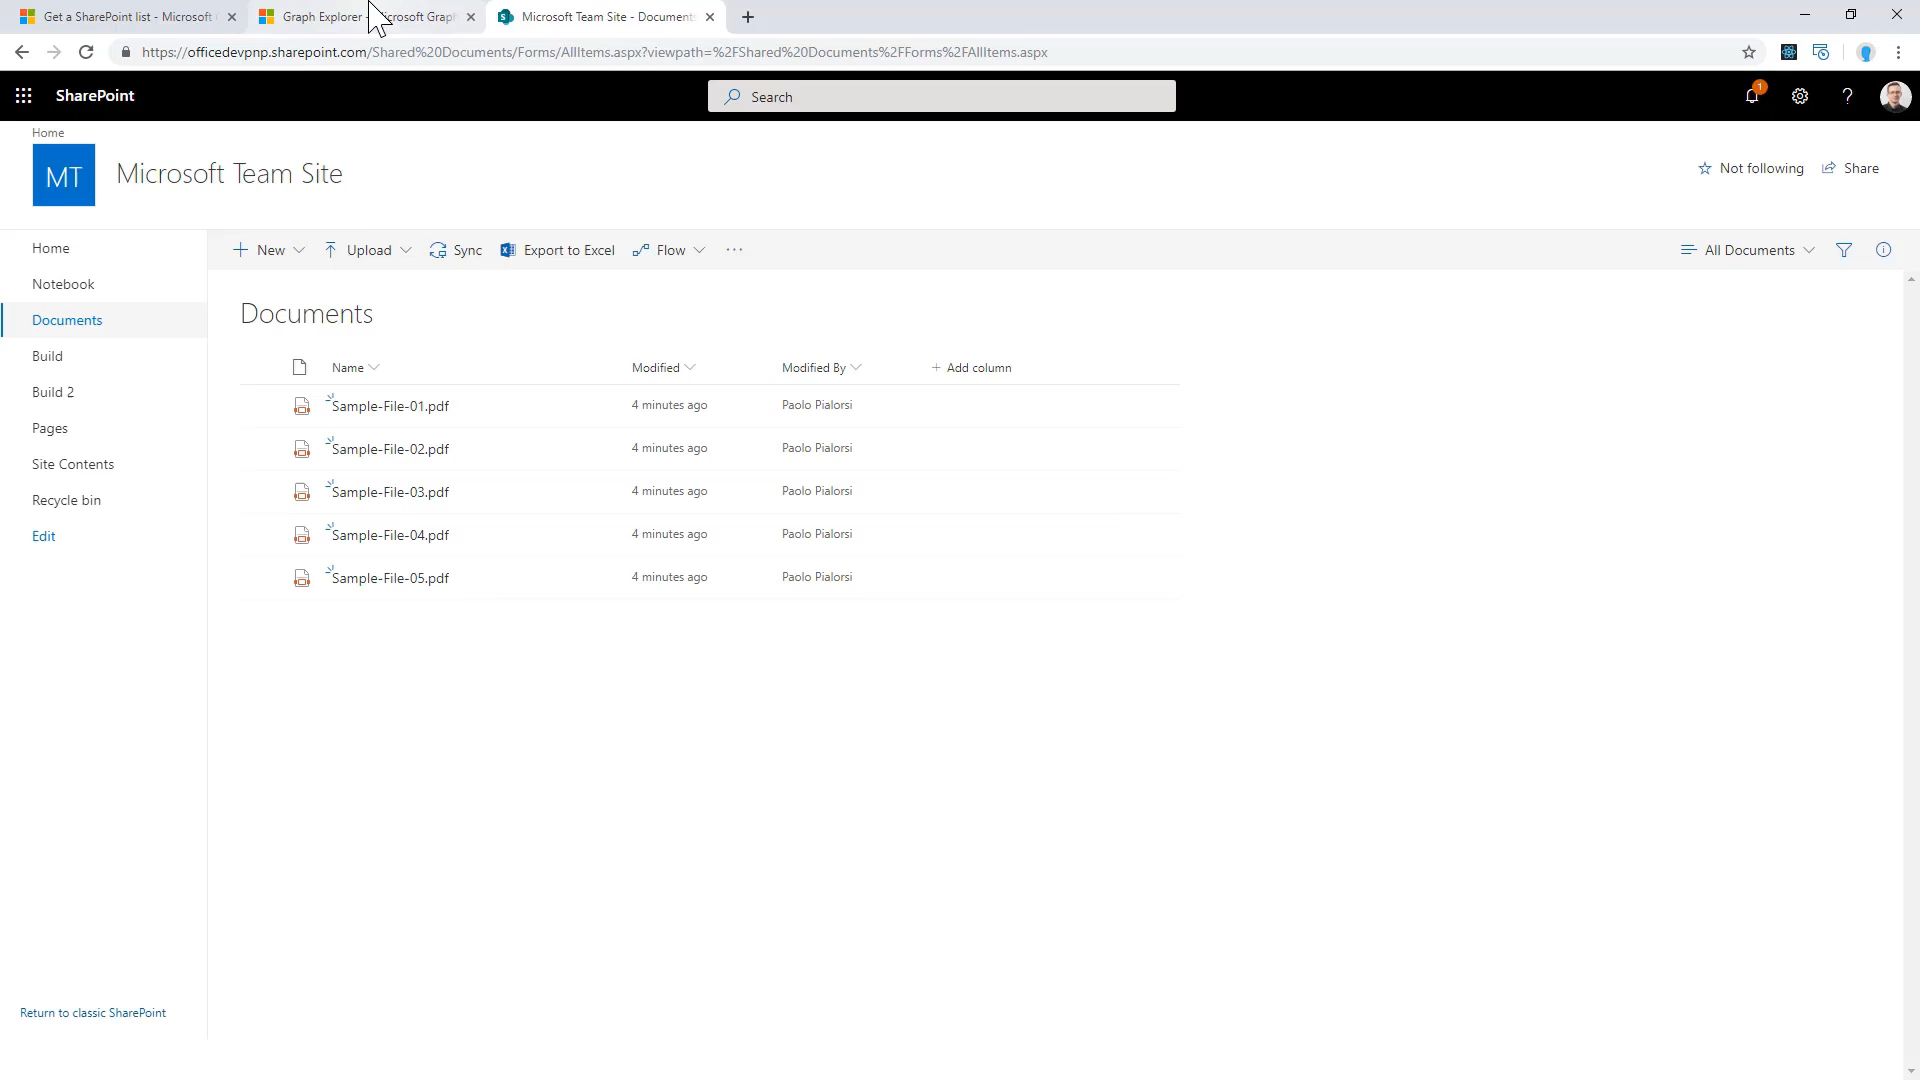 Get a SharePoint list - Microsoft
Graph Explorer - Microsoft Grap
Microsoft Team Site - Documents
https://officedevpnp.sharepoint.com/Shared%20Documents/Forms/AllItems.aspx?viewpath=%2FShared%20Documents%2FForms%2FAllItems.aspx
SharePoint
Search
1
Home
MT
Microsoft Team Site
Not following
Share
Home
Notebook
Documents
Build
Build 2
Pages
Site Contents
Recycle bin
Edit
Return to classic SharePoint
New
Upload
Sync
Export to Excel
Flow
All Documents
Documents
Name
Modified
Modified By
+ Add column
Sample-File-01.pdf 4 minutes ago Paolo Pialorsi
Sample-File-02.pdf 4 minutes ago Paolo Pialorsi
Sample-File-03.pdf 4 minutes ago Paolo Pialorsi
Sample-File-04.pdf 4 minutes ago Paolo Pialorsi
Sample-File-05.pdf 4 minutes ago Paolo Pialorsi